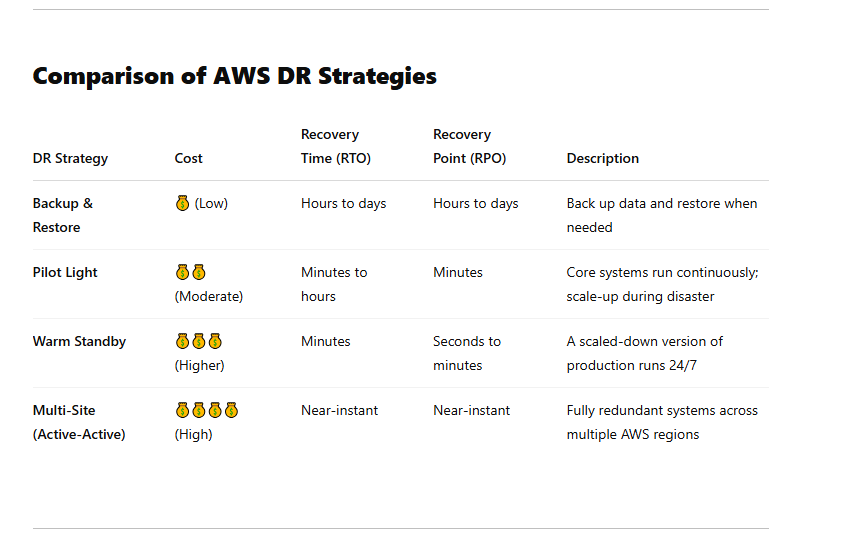 Comparison of AWS DR Strategies
DR Strategy
Cost
Recovery
Time (RTO)
Recovery
Point (RPO)
Description
Backup &
Restore
(Low)
Hours to days
Hours to days
Back up data and restore when
needed
Pilot Light
(Moderate)
Minutes to
hours
Minutes
Core systems run continuously;
scale-up during disaster
Warm Standby
(Higher)
Minutes
Seconds to
minutes
A scaled-down version of
production runs 24/7
Multi-Site
(Active-Active)
(High)
Near-instant
Near-instant
Fully redundant systems across
multiple AWS regions